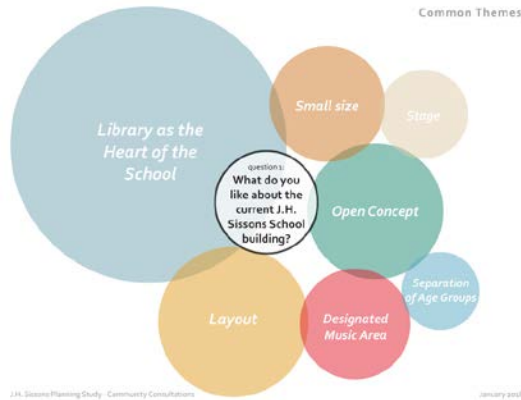 Common Themes
Library as the
Heart of the
School
Small size
Stage
question 1:
What do you
like about the
current J.H.
Sissons School
building?
Open Concept
Separation
of Age Groups
Layout
Designated
Music Area
J.H. Sissons Planning Study - Community Consultations
January